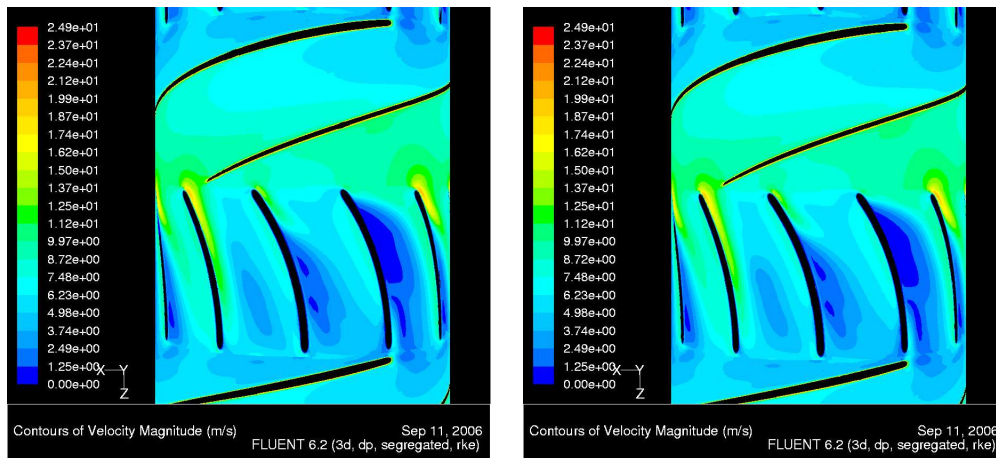 2.49e+01
2.37e+01
2.24e+01
2.12e+01
1.99e+01
1.87e+01
1.74e+01
1.62e+01
1.50e+01
1.37e+01
1.25e+01
1.12e+01
9.97e+00
8.72e+00
7.48e+00
6.23e+00
4.98e+00
3.74e+00
2.49e+00
1.25e+00
0.00e+00
X Y
Z
Contours of Velocity Magnitude (m/s)
Sep 11, 2006
FLUENT 6.2 (3d, dp, segregated, rke)
2.49e+01
2.37e+01
2.24e+01
2.12e+01
1.99e+01
1.87e+01
1.74e+01
1.62e+01
1.50e+01
1.37e+01
1.25e+01
1.12e+01
9.97e+00
8.72e+00
7.48e+00
6.23e+00
4.98e+00
3.74e+00
2.49e+00
1.25e+00
0.00e+00
X Y
Z
Contours of Velocity Magnitude (m/s)
Sep 11, 2006
FLUENT 6.2 (3d, dp, segregated, rke)